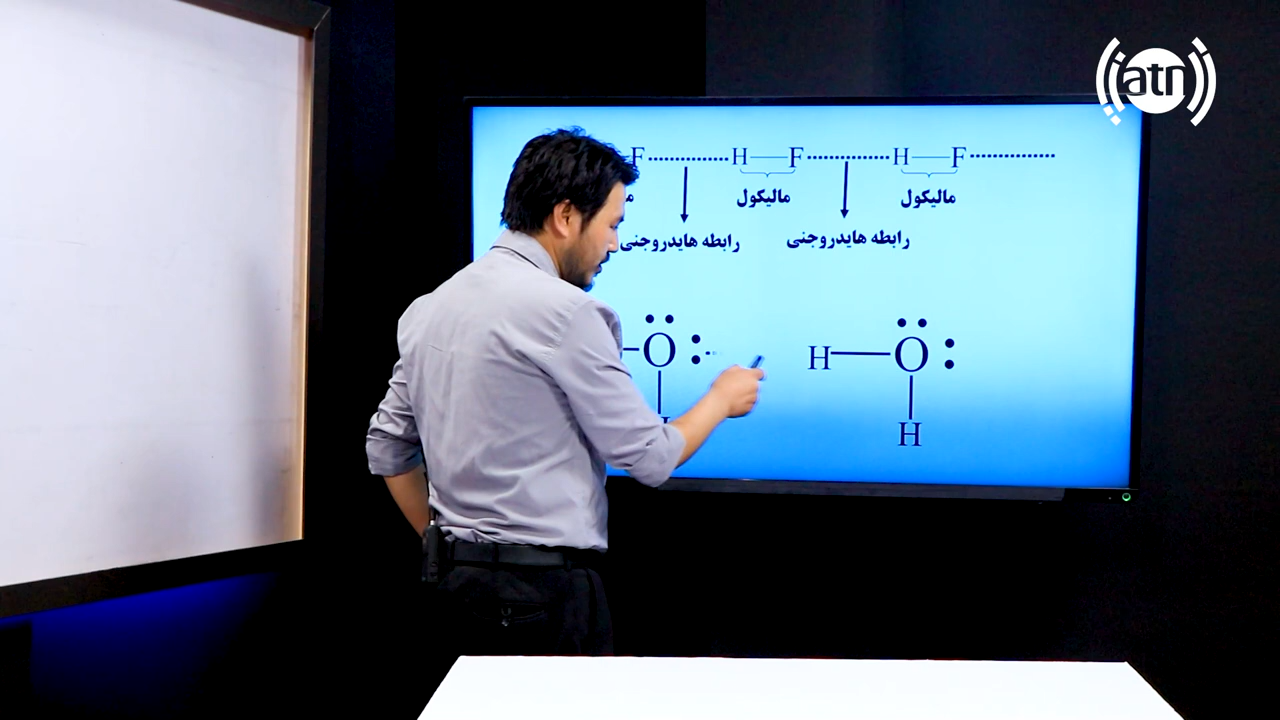 atn
F H F H F
مالیکول مالیکول
رابطه هایدروجنی رابطه هایدروجنی
O : H O :
H